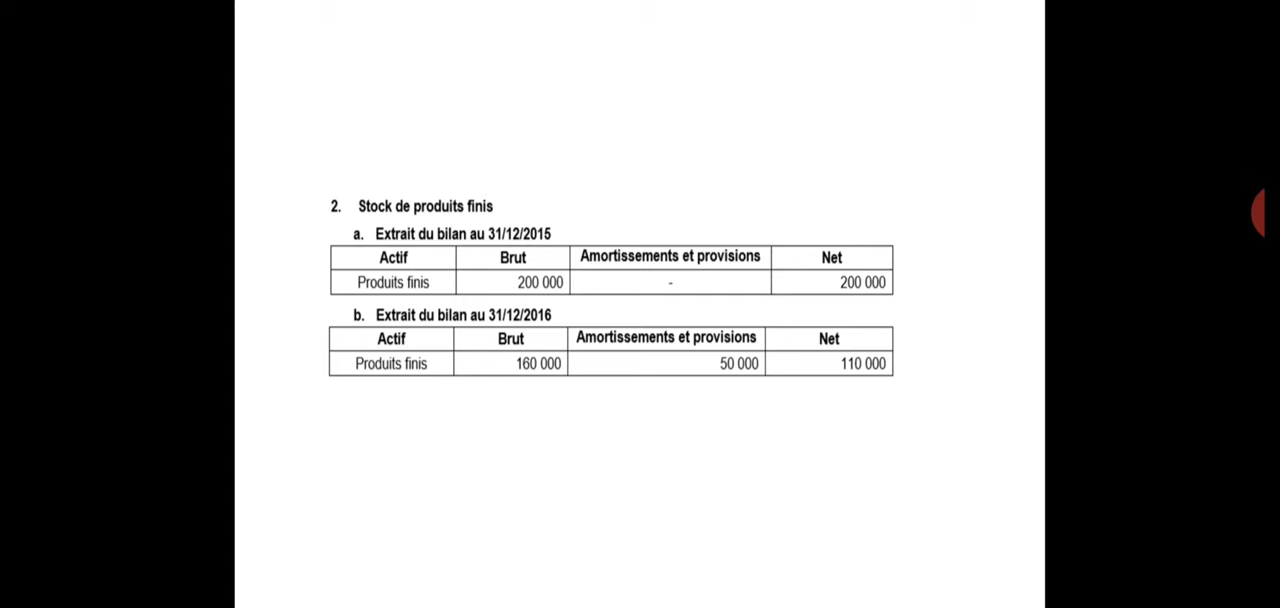 2. Stock de produits finis
a. Extrait du bilan au 31/12/2015
Actif Brut Amortissements et provisions Net
Produits finis 200 000 - 200 000
b. Extrait du bilan au 31/12/2016
Actif Brut Amortissements et provisions Net
Produits finis 160 000 50 000 110 000